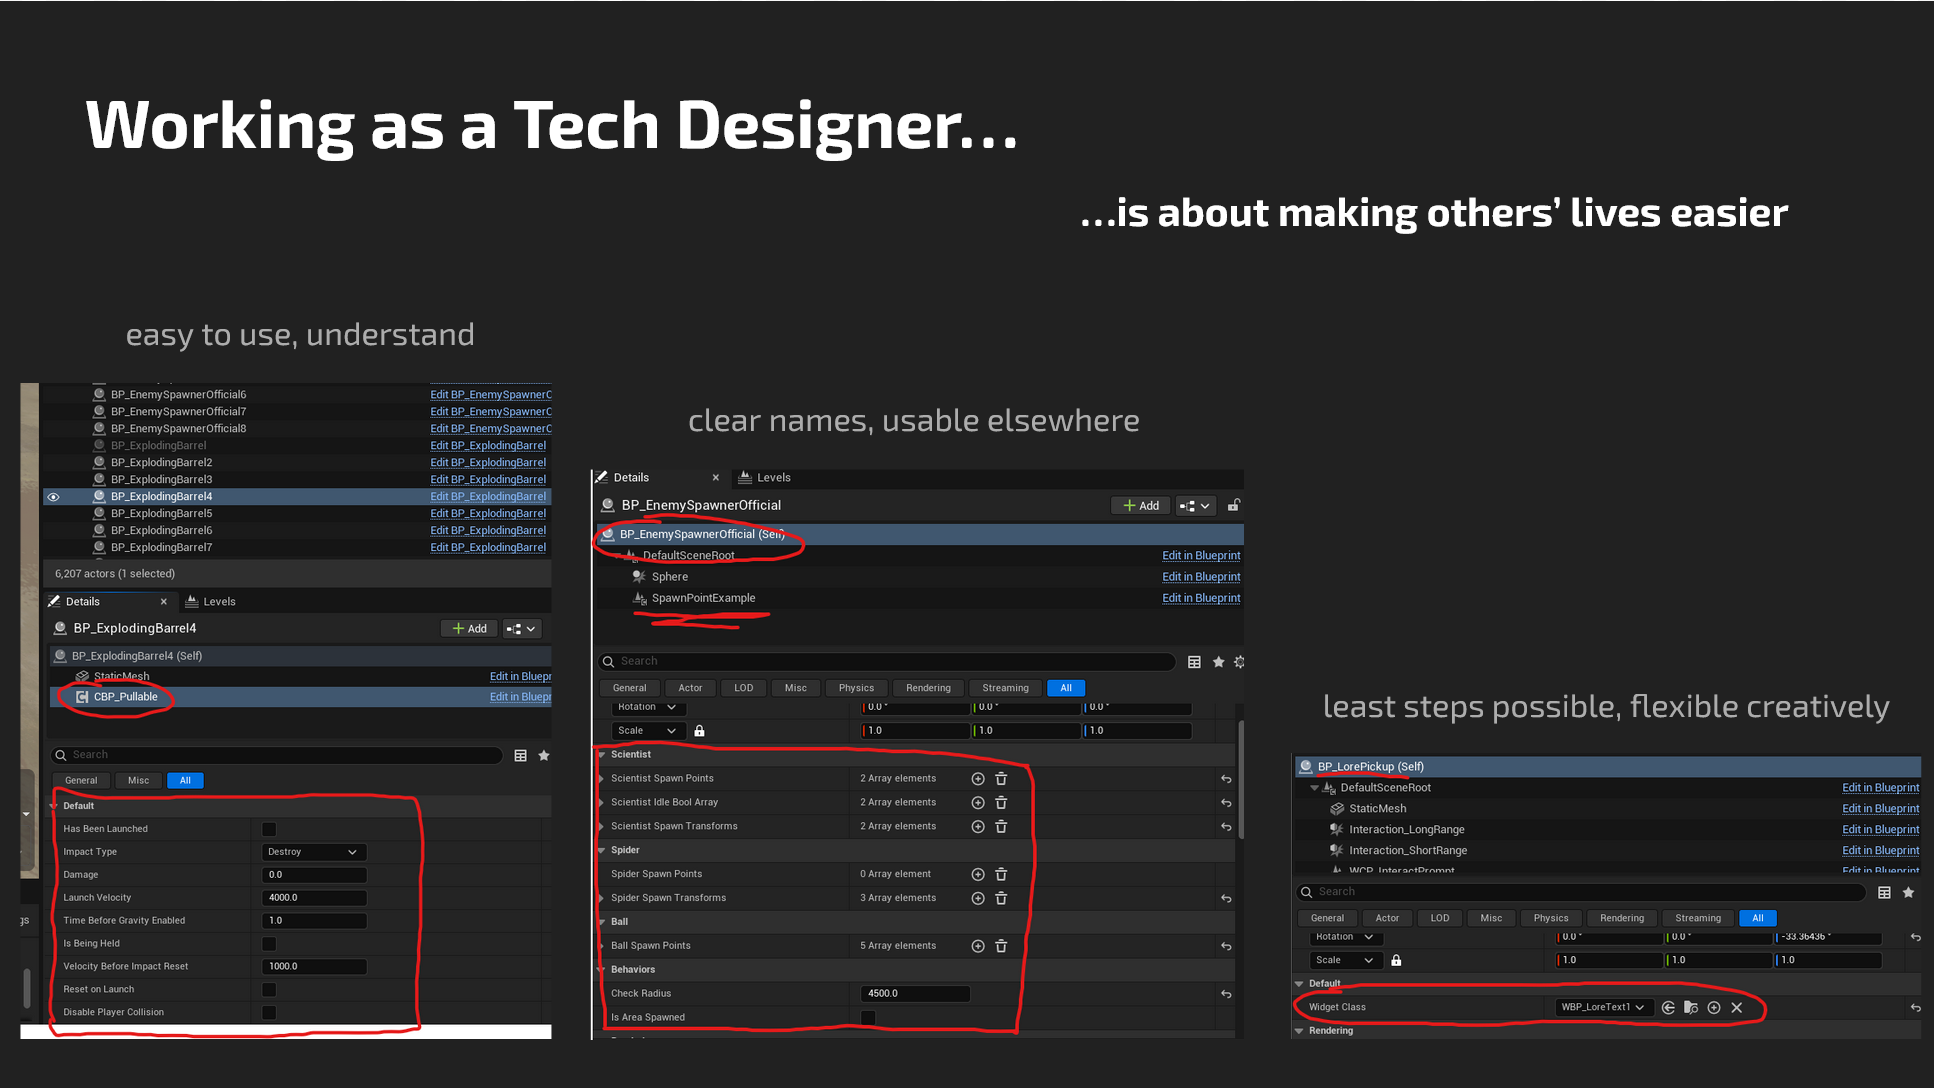 Working as a Tech Designer...
...is about making others’ lives easier
easy to use, understand
BP_EnemySpawnerOfficial6 Edit BP_EnemySpawnerO
BP_EnemySpawnerOfficial7 Edit BP_EnemySpawnerO
BP_EnemySpawnerOfficial8 Edit BP_EnemySpawnerO
BP_ExplodingBarrel Edit BP_ExplodingBarrel
BP_ExplodingBarrel2 Edit BP_ExplodingBarrel
BP_ExplodingBarrel3 Edit BP_ExplodingBarrel
BP_ExplodingBarrel4 Edit BP_ExplodingBarrel
BP_ExplodingBarrel5 Edit BP_ExplodingBarrel
BP_ExplodingBarrel6 Edit BP_ExplodingBarrel
BP_ExplodingBarrel7 Edit BP_ExplodingBarrel
6,207 actors (1 selected)
Details Levels
BP_ExplodingBarrel4 Add
BP_ExplodingBarrel4 (Self)
StaticMesh Edit in Bluepr
CBP_Pullable Edit in Bluepr
Search
General Misc All
Default
Has Been Launched
Impact Type Destroy
Damage 0.0
Launch Velocity 4000.0
gs
Time Before Gravity Enabled 1.0
Is Being Held
Velocity Before Impact Reset 1000.0
Reset on Launch
Disable Player Collision
clear names, usable elsewhere
Details Levels
BP_EnemySpawnerOfficial Add
BP_EnemySpawnerOfficial (Self)
DefaultSceneRoot Edit in Blueprint
Sphere Edit in Blueprint
SpawnPointExample Edit in Blueprint
Search
General Actor LOD Misc Physics Rendering Streaming All
Rotation 0.0° 0.0° 0.0°
Scale 1.0 1.0 1.0
Scientist
Scientist Spawn Points 2 Array elements
Scientist Idle Bool Array 2 Array elements
Scientist Spawn Transforms 2 Array elements
Spider
Spider Spawn Points 0 Array element
Spider Spawn Transforms 3 Array elements
Ball
Ball Spawn Points 5 Array elements
Behaviors
Check Radius 4500.0
Is Area Spawned
least steps possible, flexible creatively
BP_LorePickup (Self)
DefaultSceneRoot Edit in Blueprint
StaticMesh Edit in Blueprint
Interaction_LongRange Edit in Blueprint
Interaction_ShortRange Edit in Blueprint
WCP_InteractPrompt Edit in Blueprint
Search
General Actor LOD Misc Physics Rendering Streaming All
Rotation 0.0° 0.0° -33.36436°
Scale 1.0 1.0 1.0
Default
Widget Class WBP_LoreText1
Rendering